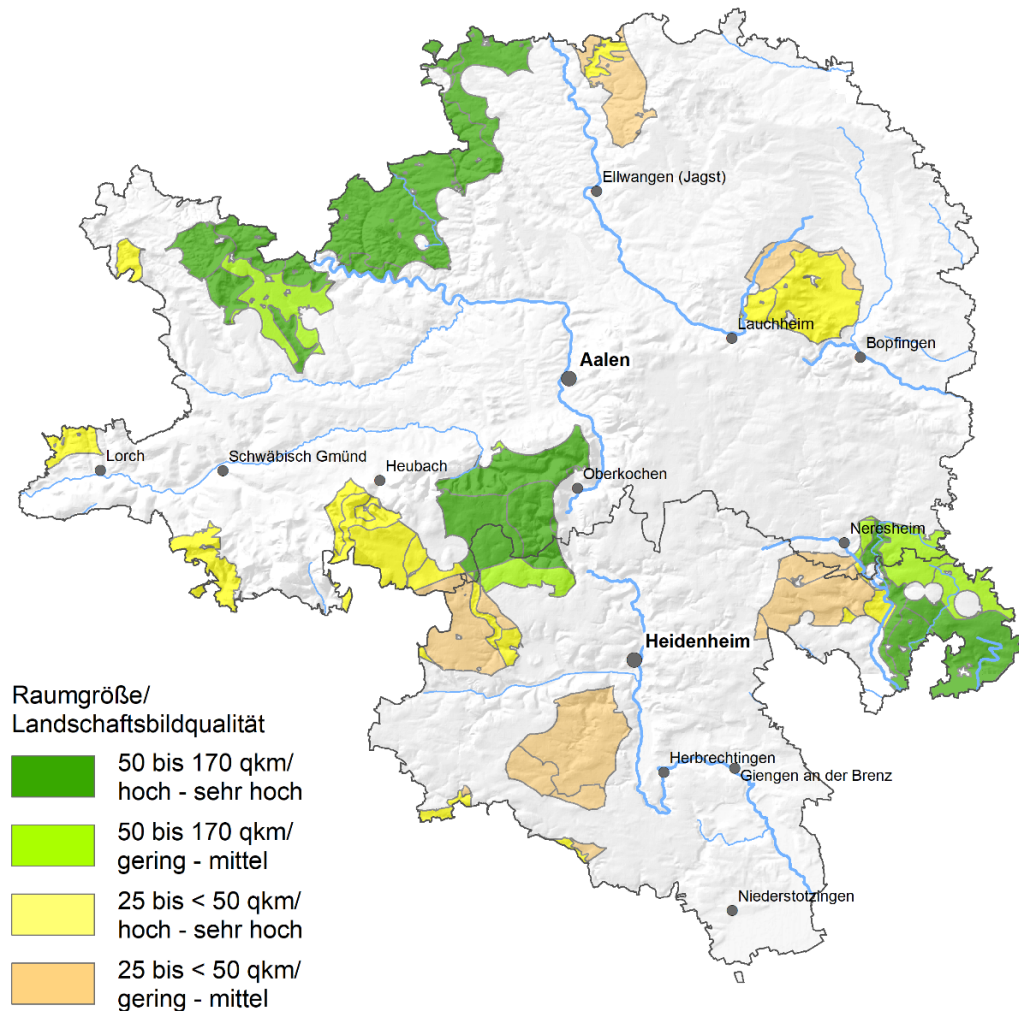 Ellwangen (Jagst)
Lauchheim
Bopfingen
Aalen
Lorch
Schwäbisch Gmünd
Heubach
Oberkochen
Neresheim
Heidenheim
Herbrechtingen
Giengen an der Brenz
Niederstotzingen
Raumgröße/
Landschaftsbildqualität
50 bis 170 qkm/
hoch - sehr hoch
50 bis 170 qkm/
gering - mittel
25 bis < 50 qkm/
hoch - sehr hoch
25 bis < 50 qkm/
gering - mittel